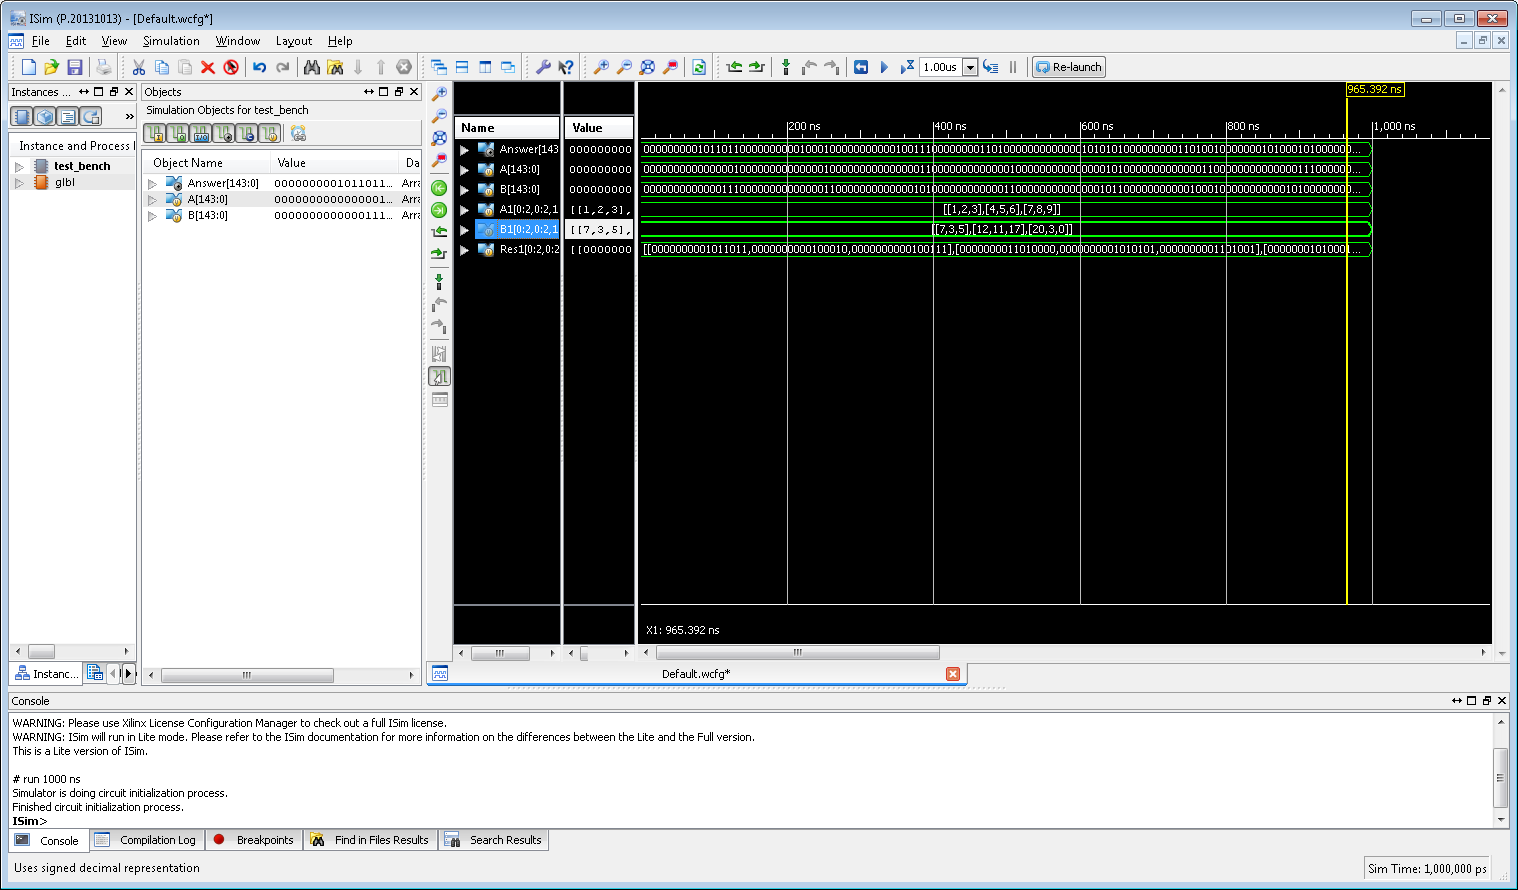 ISim (P.20131013) - [Default.wcfg*]
File Edit View Simulation Window Layout Help
1.00us Re-launch
Instances ...
Instance and Process I
test_bench
glbl
Instanc...
Objects
Simulation Objects for test_bench
Object Name Value Da
Answer[143:0] 0000000001011011... Arra
A[143:0] 0000000000000001... Arra
B[143:0] 0000000000000111... Arra
Name Value
Answer[143 000000000
A[143:0] 000000000
B[143:0] 000000000
A1[0:2,0:2,1 [[1,2,3],
B1[0:2,0:2,1 [[7,3,5],
Res1[0:2,0:2 [[0000000
965.392 ns
200 ns 400 ns 600 ns 800 ns 1,000 ns
[[1,2,3],[4,5,6],[7,8,9]]
[[7,3,5],[12,11,17],[20,3,0]]
[[0000000001011011,0000000000100010,0000000000100111],[0000000011010000,0000000001010101,0000000001101001],[00000001010001...
X1: 965.392 ns
Default.wcfg*
Console
WARNING: Please use Xilinx License Configuration Manager to check out a full ISim license.
WARNING: ISim will run in Lite mode. Please refer to the ISim documentation for more information on the differences between the Lite and the Full version.
This is a Lite version of ISim.
# run 1000 ns
Simulator is doing circuit initialization process.
Finished circuit initialization process.
ISim>
Console Compilation Log Breakpoints Find in Files Results Search Results
Uses signed decimal representation
Sim Time: 1,000,000 ps